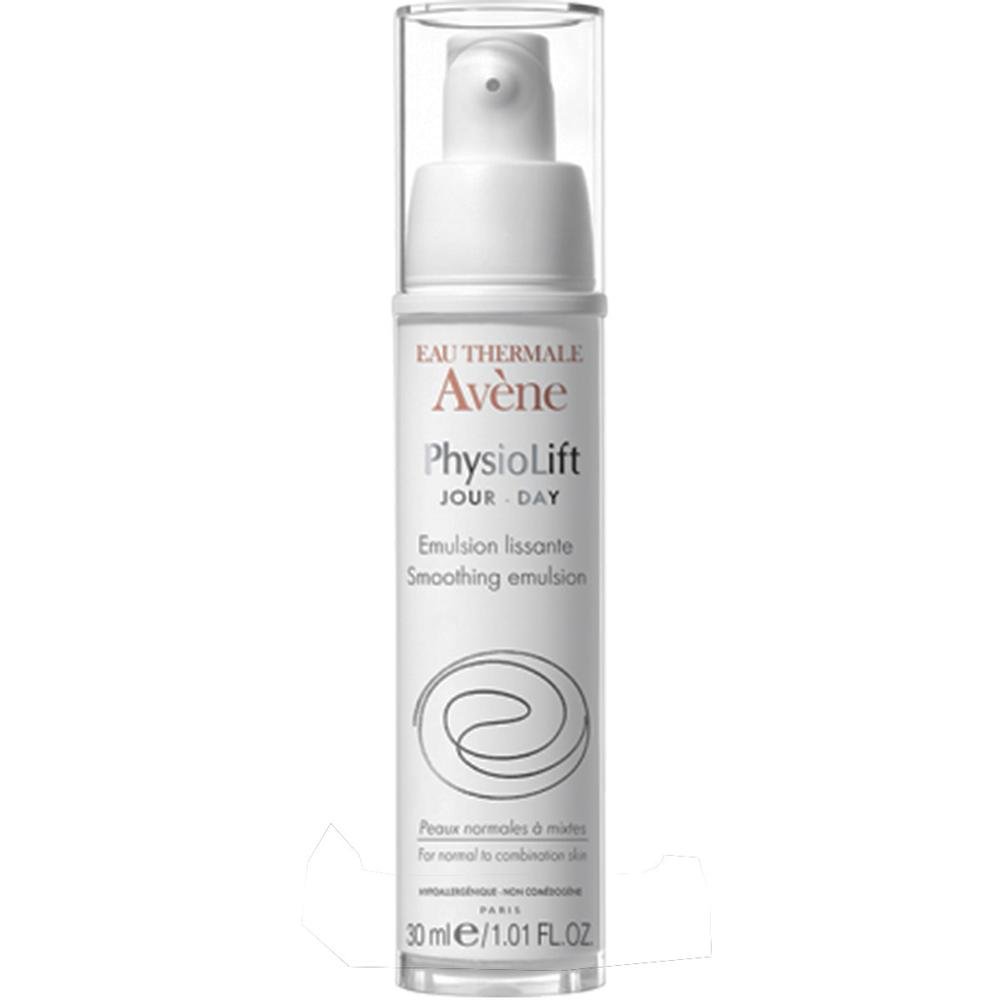 EAU THERMALE
Avène
PhysioLift
JOUR - DAY
Emulsion lissante
Smoothing emulsion
Peaux normales à mixtes
For normal to combination skin
HYPOALLERGÉNIQUE - NON COMÉDOGÈNE
PARIS
30 ml e/1.01 FL.OZ.